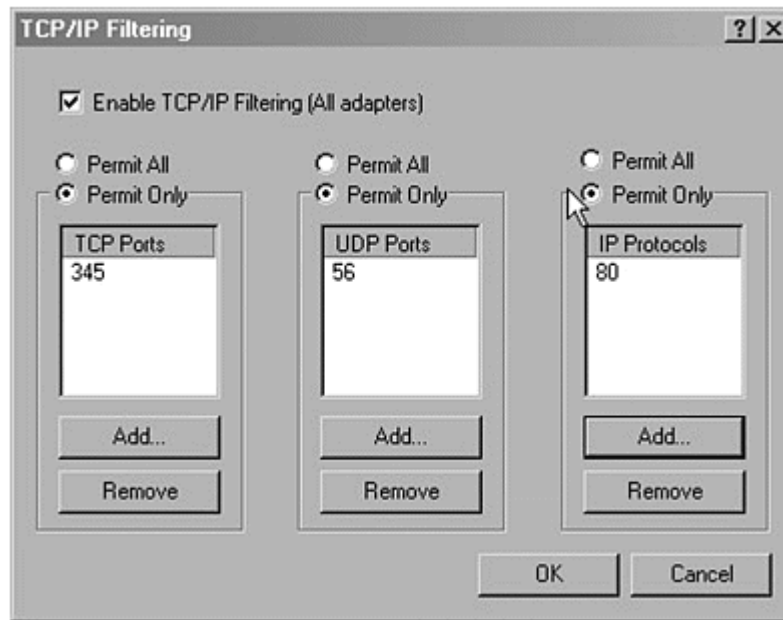 TCP/IP Filtering
Enable TCP/IP Filtering (All adapters)
Permit All
Permit Only
TCP Ports
345
Add...
Remove
Permit All
Permit Only
UDP Ports
56
Add...
Remove
Permit All
Permit Only
IP Protocols
80
Add...
Remove
OK
Cancel